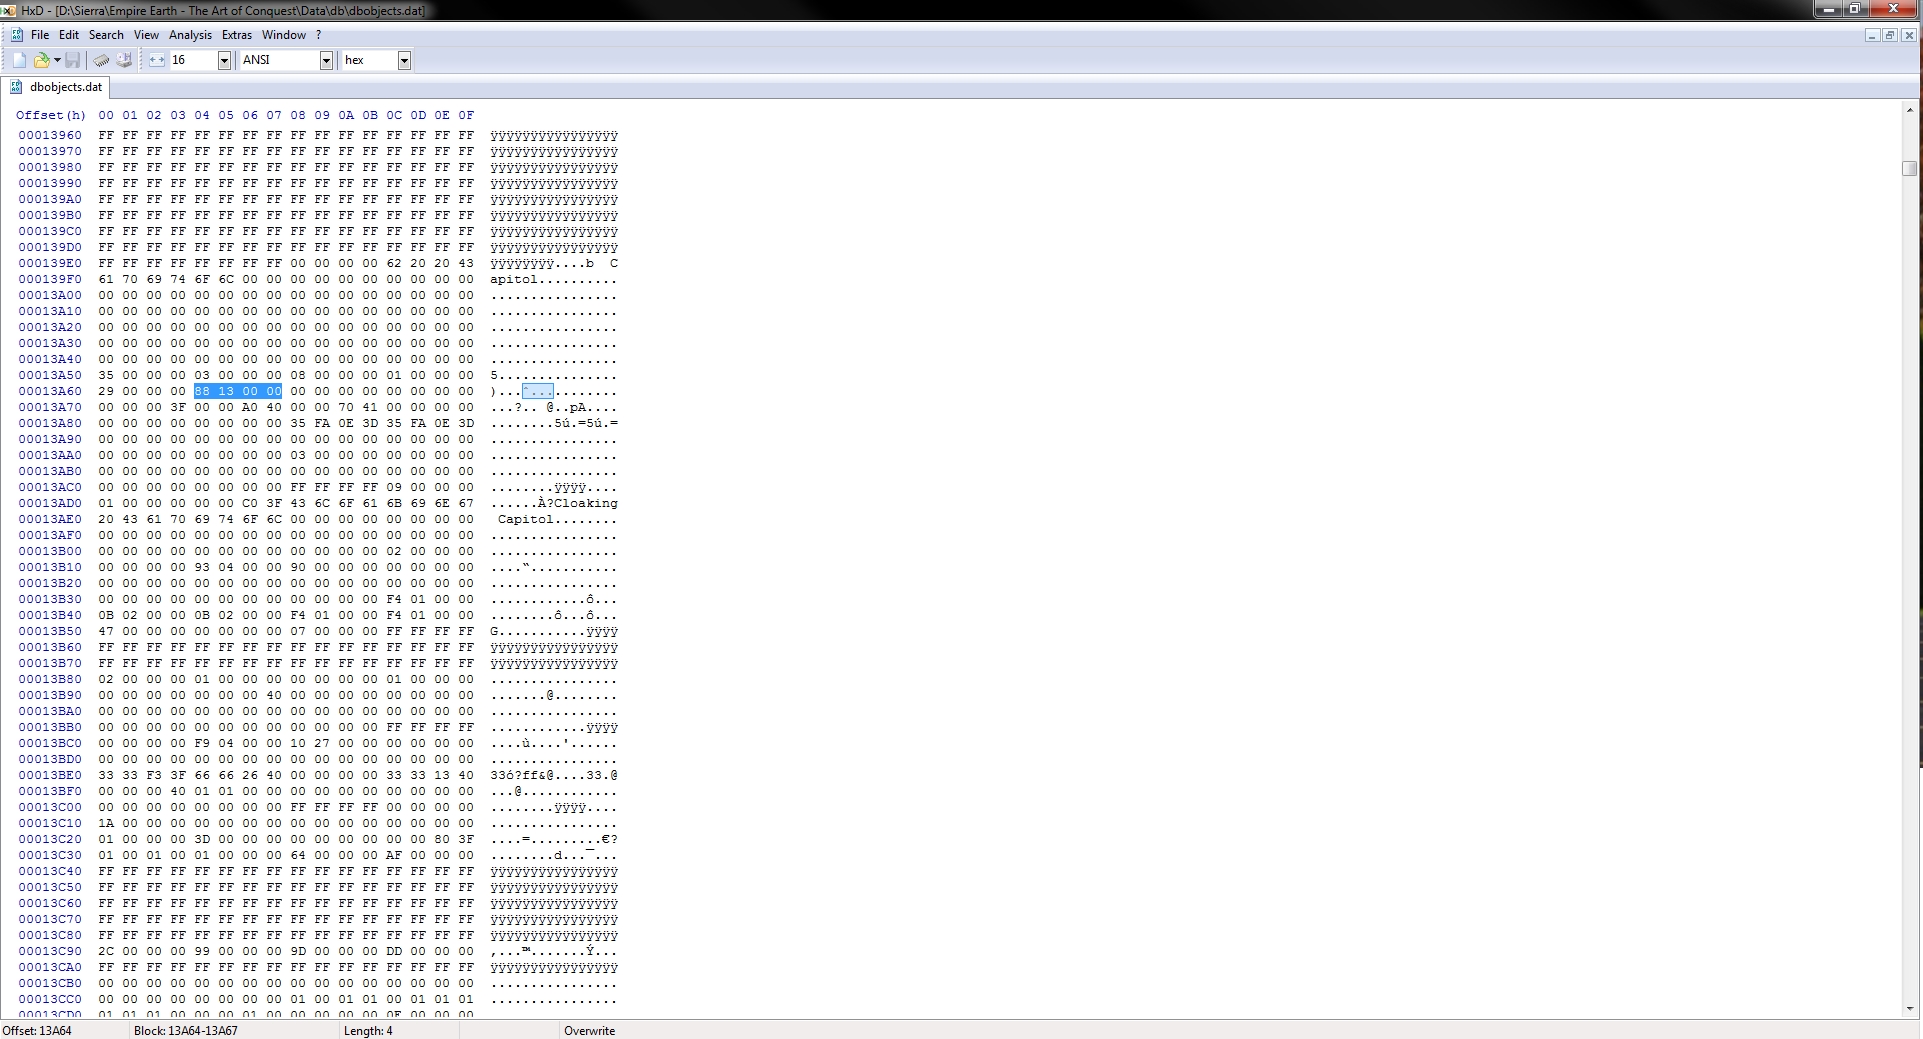 HxD - [D:\Sierra\Empire Earth - The Art of Conquest\Data\db\dbobjects.dat]
File Edit Search View Analysis Extras Window ?
16 ANSI hex
dbobjects.dat
Offset(h) 00 01 02 03 04 05 06 07 08 09 0A 0B 0C 0D 0E 0F
00013960 FF FF FF FF FF FF FF FF FF FF FF FF FF FF FF FF ÿÿÿÿÿÿÿÿÿÿÿÿÿÿÿÿ
00013970 FF FF FF FF FF FF FF FF FF FF FF FF FF FF FF FF ÿÿÿÿÿÿÿÿÿÿÿÿÿÿÿÿ
00013980 FF FF FF FF FF FF FF FF FF FF FF FF FF FF FF FF ÿÿÿÿÿÿÿÿÿÿÿÿÿÿÿÿ
00013990 FF FF FF FF FF FF FF FF FF FF FF FF FF FF FF FF ÿÿÿÿÿÿÿÿÿÿÿÿÿÿÿÿ
000139A0 FF FF FF FF FF FF FF FF FF FF FF FF FF FF FF FF ÿÿÿÿÿÿÿÿÿÿÿÿÿÿÿÿ
000139B0 FF FF FF FF FF FF FF FF FF FF FF FF FF FF FF FF ÿÿÿÿÿÿÿÿÿÿÿÿÿÿÿÿ
000139C0 FF FF FF FF FF FF FF FF FF FF FF FF FF FF FF FF ÿÿÿÿÿÿÿÿÿÿÿÿÿÿÿÿ
000139D0 FF FF FF FF FF FF FF FF FF FF FF FF FF FF FF FF ÿÿÿÿÿÿÿÿÿÿÿÿÿÿÿÿ
000139E0 FF FF FF FF FF FF FF FF 00 00 00 00 62 20 20 43 ÿÿÿÿÿÿÿÿ....b  C
000139F0 61 70 69 74 6F 6C 00 00 00 00 00 00 00 00 00 00 apitol..........
00013A00 00 00 00 00 00 00 00 00 00 00 00 00 00 00 00 00 ................
00013A10 00 00 00 00 00 00 00 00 00 00 00 00 00 00 00 00 ................
00013A20 00 00 00 00 00 00 00 00 00 00 00 00 00 00 00 00 ................
00013A30 00 00 00 00 00 00 00 00 00 00 00 00 00 00 00 00 ................
00013A40 00 00 00 00 00 00 00 00 00 00 00 00 00 00 00 00 ................
00013A50 35 00 00 00 03 00 00 00 08 00 00 00 01 00 00 00 5...............
00013A60 29 00 00 00 88 13 00 00 00 00 00 00 00 00 00 00 )...ˆ...........
00013A70 00 00 00 3F 00 00 A0 40 00 00 70 41 00 00 00 00 ...?.. @..pA....
00013A80 00 00 00 00 00 00 00 00 35 FA 0E 3D 35 FA 0E 3D ........5ú.=5ú.=
00013A90 00 00 00 00 00 00 00 00 00 00 00 00 00 00 00 00 ................
00013AA0 00 00 00 00 00 00 00 00 03 00 00 00 00 00 00 00 ................
00013AB0 00 00 00 00 00 00 00 00 00 00 00 00 00 00 00 00 ................
00013AC0 00 00 00 00 00 00 00 00 FF FF FF FF 09 00 00 00 ........ÿÿÿÿ....
00013AD0 01 00 00 00 00 00 C0 3F 43 6C 6F 61 6B 69 6E 67 ......À?Cloaking
00013AE0 20 43 61 70 69 74 6F 6C 00 00 00 00 00 00 00 00  Capitol........
00013AF0 00 00 00 00 00 00 00 00 00 00 00 00 00 00 00 00 ................
00013B00 00 00 00 00 00 00 00 00 00 00 00 00 02 00 00 00 ................
00013B10 00 00 00 00 93 04 00 00 90 00 00 00 00 00 00 00 ....“...........
00013B20 00 00 00 00 00 00 00 00 00 00 00 00 00 00 00 00 ................
00013B30 00 00 00 00 00 00 00 00 00 00 00 00 F4 01 00 00 ............ô...
00013B40 0B 02 00 00 0B 02 00 00 F4 01 00 00 F4 01 00 00 ........ô...ô...
00013B50 47 00 00 00 00 00 00 00 07 00 00 00 FF FF FF FF G...........ÿÿÿÿ
00013B60 FF FF FF FF FF FF FF FF FF FF FF FF FF FF FF FF ÿÿÿÿÿÿÿÿÿÿÿÿÿÿÿÿ
00013B70 FF FF FF FF FF FF FF FF FF FF FF FF FF FF FF FF ÿÿÿÿÿÿÿÿÿÿÿÿÿÿÿÿ
00013B80 02 00 00 00 01 00 00 00 00 00 00 00 01 00 00 00 ................
00013B90 00 00 00 00 00 00 00 40 00 00 00 00 00 00 00 00 .......@........
00013BA0 00 00 00 00 00 00 00 00 00 00 00 00 00 00 00 00 ................
00013BB0 00 00 00 00 00 00 00 00 00 00 00 00 FF FF FF FF ............ÿÿÿÿ
00013BC0 00 00 00 00 F9 04 00 00 10 27 00 00 00 00 00 00 ....ù....'......
00013BD0 00 00 00 00 00 00 00 00 00 00 00 00 00 00 00 00 ................
00013BE0 33 33 F3 3F 66 66 26 40 00 00 00 00 33 33 13 40 33ó?ff&@....33.@
00013BF0 00 00 00 40 01 01 00 00 00 00 00 00 00 00 00 00 ...@............
00013C00 00 00 00 00 00 00 00 00 FF FF FF FF 00 00 00 00 ........ÿÿÿÿ....
00013C10 1A 00 00 00 00 00 00 00 00 00 00 00 00 00 00 00 ................
00013C20 01 00 00 00 3D 00 00 00 00 00 00 00 00 00 80 3F ....=.........€?
00013C30 01 00 01 00 01 00 00 00 64 00 00 00 AF 00 00 00 ........d...¯...
00013C40 FF FF FF FF FF FF FF FF FF FF FF FF FF FF FF FF ÿÿÿÿÿÿÿÿÿÿÿÿÿÿÿÿ
00013C50 FF FF FF FF FF FF FF FF FF FF FF FF FF FF FF FF ÿÿÿÿÿÿÿÿÿÿÿÿÿÿÿÿ
00013C60 FF FF FF FF FF FF FF FF FF FF FF FF FF FF FF FF ÿÿÿÿÿÿÿÿÿÿÿÿÿÿÿÿ
00013C70 FF FF FF FF FF FF FF FF FF FF FF FF FF FF FF FF ÿÿÿÿÿÿÿÿÿÿÿÿÿÿÿÿ
00013C80 FF FF FF FF FF FF FF FF FF FF FF FF FF FF FF FF ÿÿÿÿÿÿÿÿÿÿÿÿÿÿÿÿ
00013C90 2C 00 00 00 99 00 00 00 9D 00 00 00 DD 00 00 00 ,...™.......Ý...
00013CA0 FF FF FF FF FF FF FF FF FF FF FF FF FF FF FF FF ÿÿÿÿÿÿÿÿÿÿÿÿÿÿÿÿ
00013CB0 00 00 00 00 00 00 00 00 00 00 00 00 00 00 00 00 ................
00013CC0 00 00 00 00 00 00 00 00 01 00 01 01 00 01 01 01 ................
00013CD0 01 01 01 00 00 00 01 00 00 00 00 00 0F 00 00 00
Offset: 13A64 Block: 13A64-13A67 Length: 4 Overwrite